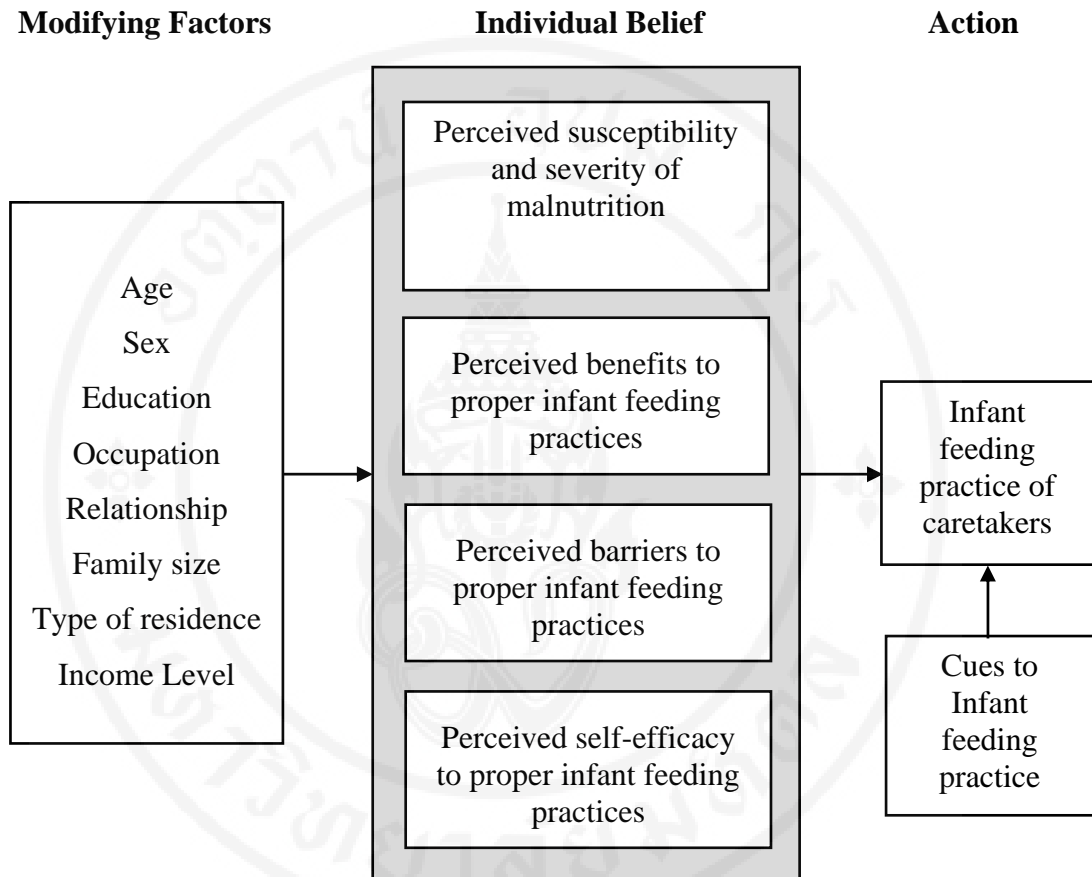 Modifying Factors
Individual Belief
Action
Age
Sex
Education
Occupation
Relationship
Family size
Type of residence
Income Level
Perceived susceptibility
and severity of
malnutrition
Perceived benefits to
proper infant feeding
practices
Perceived barriers to
proper infant feeding
practices
Perceived self-efficacy
to proper infant feeding
practices
Infant
feeding
practice of
caretakers
Cues to
Infant
feeding
practice